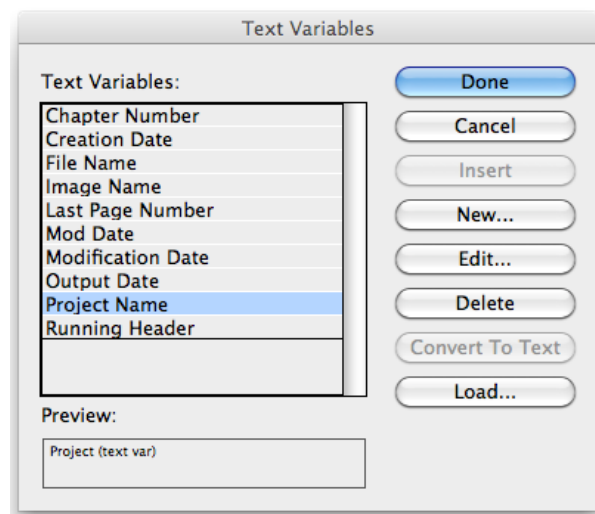 Text Variables
Text Variables:
Chapter Number
Creation Date
File Name
Image Name
Last Page Number
Mod Date
Modification Date
Output Date
Project Name
Running Header
Preview:
Project (text var)
Done
Cancel
Insert
New...
Edit...
Delete
Convert To Text
Load...